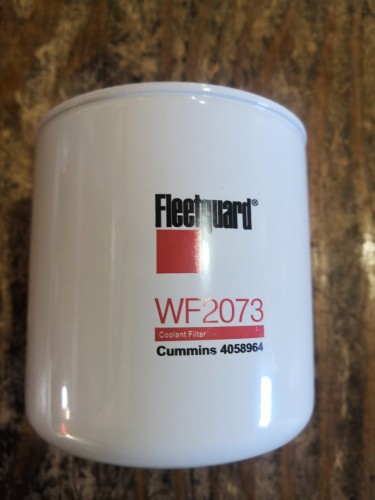 Fleetguard®
WF2073
Coolant Filter
Cummins 4058964